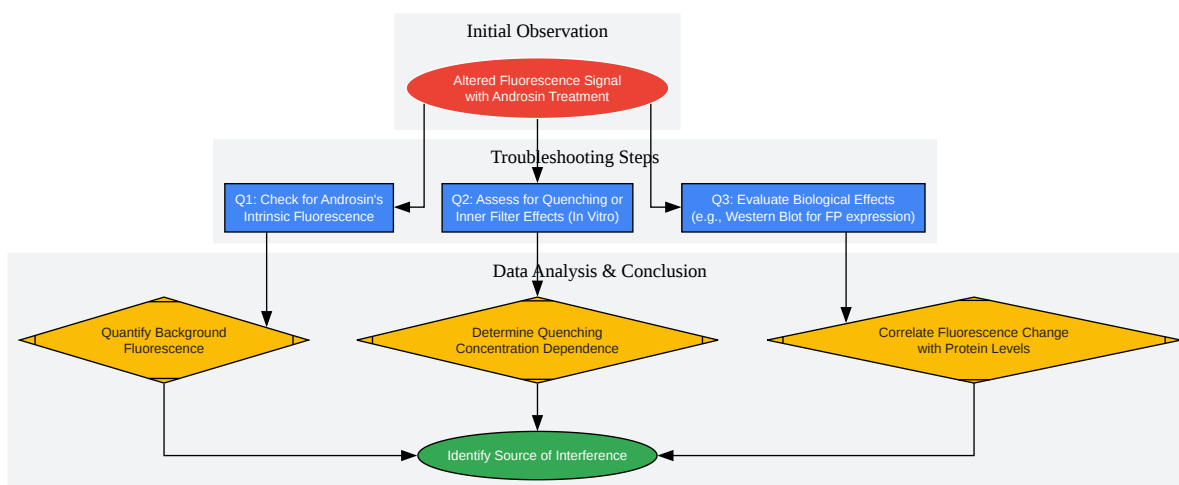 Initial Observation
Altered Fluorescence Signal
with Androsin Treatment
Troubleshooting Steps
Q1: Check for Androsin's
Intrinsic Fluorescence
Q2: Assess for Quenching or
Inner Filter Effects (In Vitro)
Q3: Evaluate Biological Effects
(e.g., Western Blot for FP expression)
Data Analysis & Conclusion
Quantify Background
Fluorescence
Determine Quenching
Concentration Dependence
Correlate Fluorescence Change
with Protein Levels
Identify Source of Interference